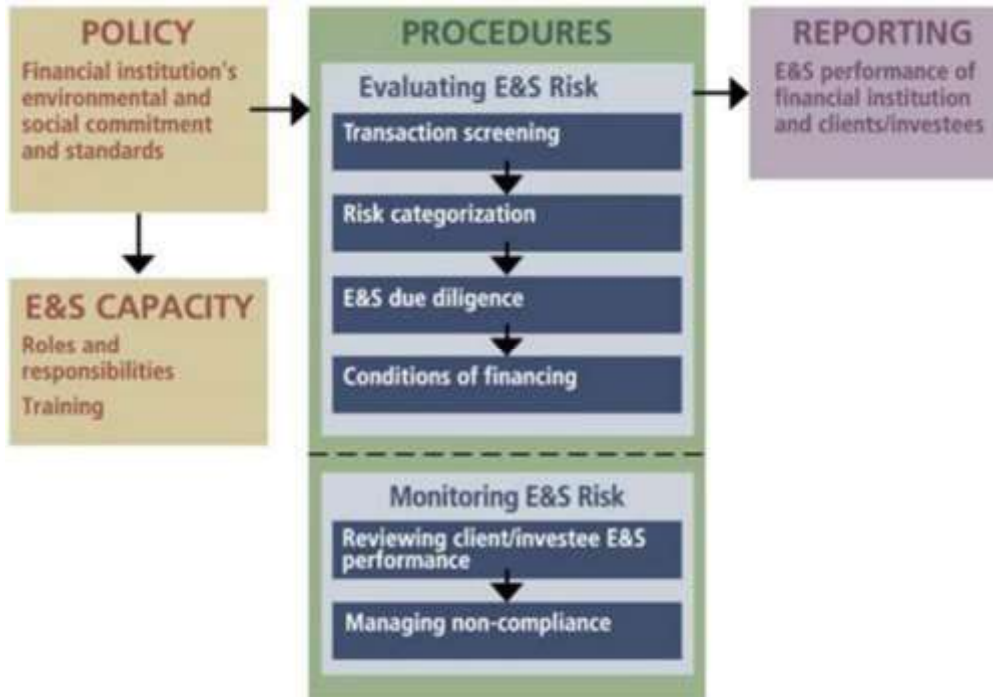 POLICY
Financial institution's
environmental and
social commitment
and standards
E&S CAPACITY
Roles and
responsibilities
Training
PROCEDURES
Evaluating E&S Risk
Transaction screening
Risk categorization
E&S due diligence
Conditions of financing
Monitoring E&S Risk
Reviewing client/investee E&S
performance
Managing non-compliance
REPORTING
E&S performance of
financial institution
and clients/investees